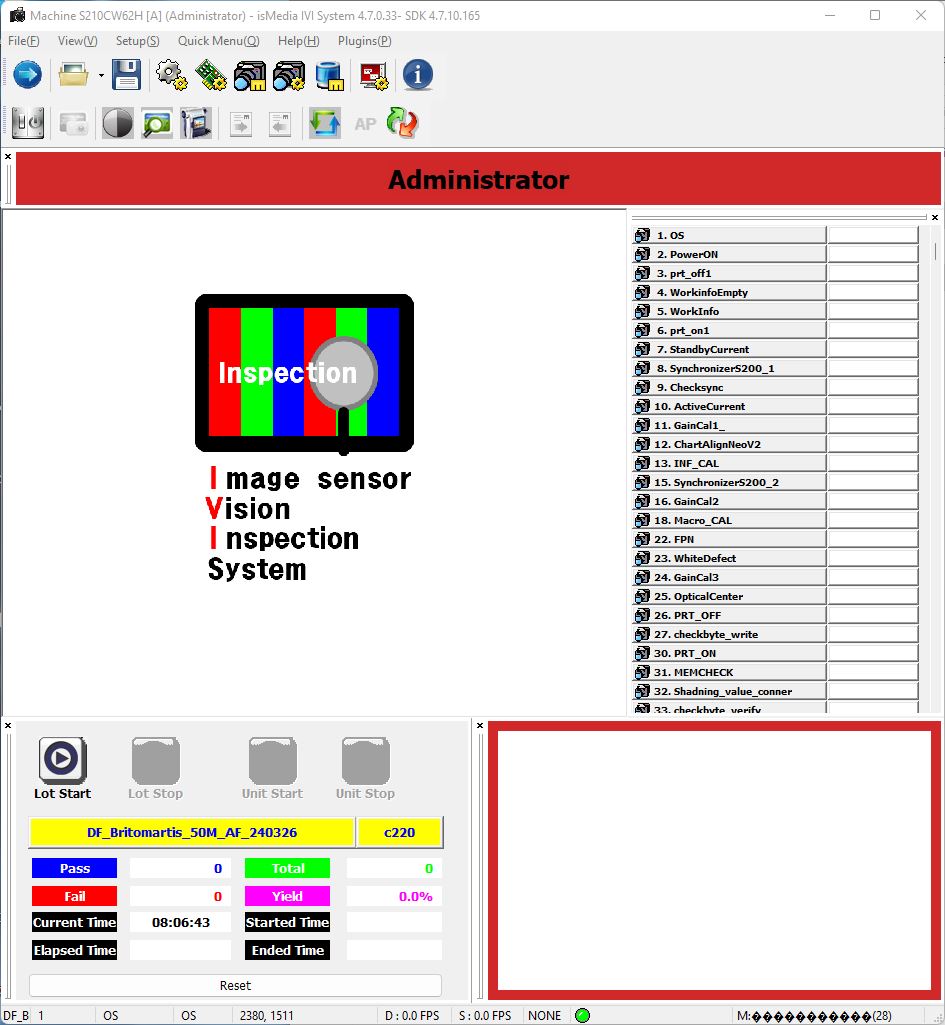 Machine S210CW62H [A] (Administrator) - isMedia IVI System 4.7.0.33- SDK 4.7.10.165
File(F) View(V) Setup(S) Quick Menu(Q) Help(H) Plugins(P)
AP
Administrator
Inspection
Image sensor
Vision
Inspection
System
1. OS
2. PowerON
3. prt_off1
4. WorkinfoEmpty
5. WorkInfo
6. prt_on1
7. StandbyCurrent
8. SynchronizerS200_1
9. Checksync
10. ActiveCurrent
11. GainCal1_
12. ChartAlignNeoV2
13. INF_CAL
15. SynchronizerS200_2
16. GainCal2
18. Macro_CAL
22. FPN
23. WhiteDefect
24. GainCal3
25. OpticalCenter
26. PRT_OFF
27. checkbyte_write
30. PRT_ON
31. MEMCHECK
32. Shadning_value_conner
33. checkbyte_verify
Lot Start Lot Stop Unit Start Unit Stop
DF_Britomartis_50M_AF_240326 c220
Pass 0 Total 0
Fail 0 Yield 0.0%
Current Time 08:06:43 Started Time
Elapsed Time Ended Time
Reset
DF_B 1 OS OS 2380, 1511 D : 0.0 FPS S : 0.0 FPS NONE M:������������(28)